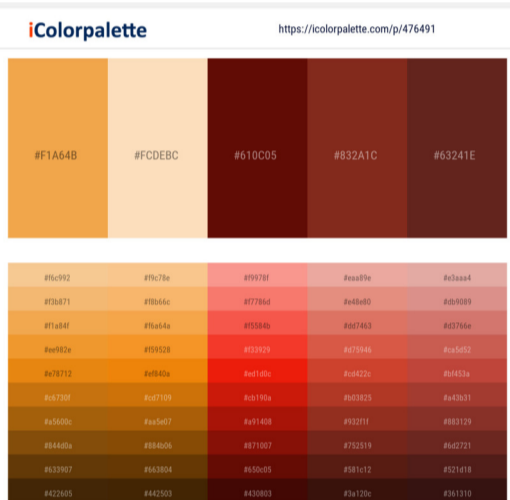 iColorpalette https://icolorpalette.com/p/476491
#F1A64B #FCDEBC #610C05 #832A1C #63241E
#f6c992 #f9c78e #f9978f #eaa89e #e3aaa4
#f3b871 #f8b66c #f7786d #e48e80 #db9089
#f1a84f #f6a64a #f5584b #dd7463 #d3766e
#ee982e #f59528 #f33929 #d75946 #ca5d52
#e78712 #ef840a #ed1d0c #cd422c #bf453a
#c6730f #cd7109 #cb190a #b03825 #a43b31
#a5600c #aa5e07 #a91408 #932f1f #883129
#844d0a #884b06 #871007 #752519 #6d2721
#633907 #663804 #650c05 #581c12 #521d18
#422605 #442503 #430803 #3a120c #361310